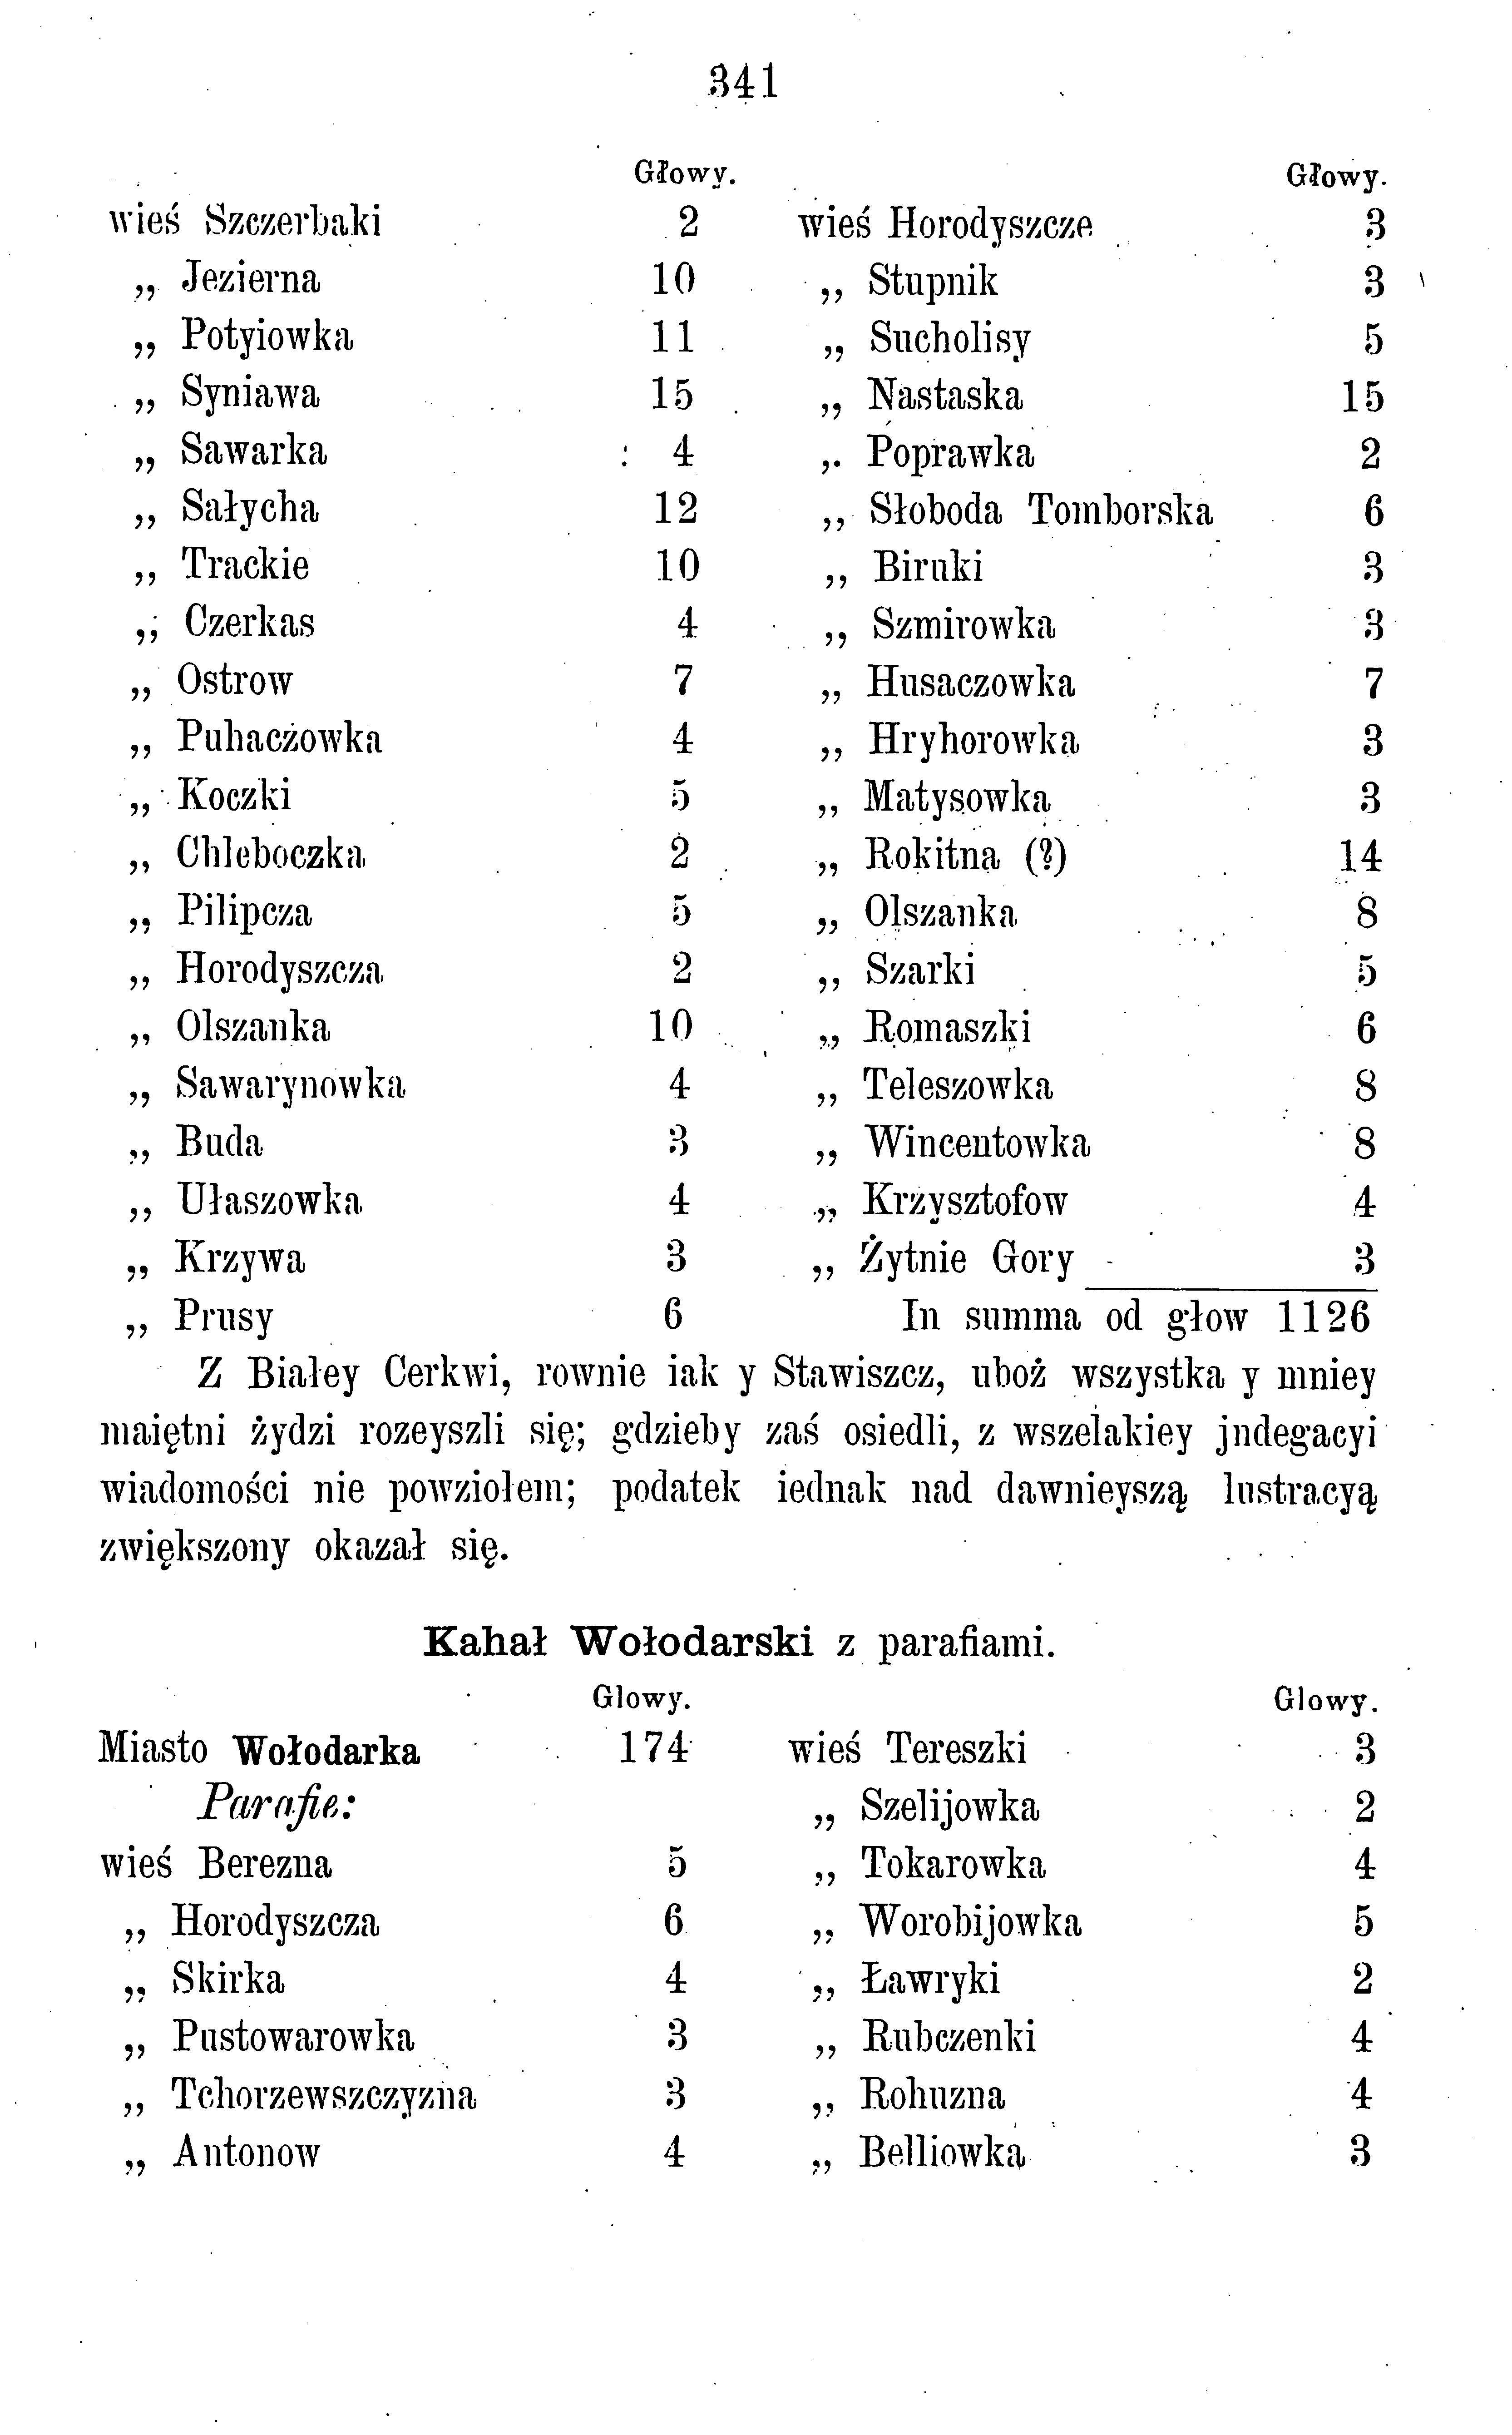 341
Głowy.
wieś Szczerbaki 2
„ Jezierna 10
„ Potyiowka 11
„ Syniawa 15
„ Sawarka 4
„ Sałycha 12
„ Trackie 10
„ Czerkas 4
„ Ostrow 7
„ Puhaczowka 4
„ Koczki 5
„ Chleboczka 2
„ Pilipcza 5
„ Horodyszcza 2
„ Olszanka 10
„ Sawarynowka 4
„ Buda 3
„ Ułaszowka 4
„ Krzywa 3
„ Prusy 6
Głowy.
wieś Horodyszcze 3
„ Stupnik 3
„ Sucholisy 5
„ Nastaska 15
„ Poprawka 2
„ Słoboda Tomborska 6
„ Biruki 3
„ Szmirowka 3
„ Husaczowka 7
„ Hryhorowka 3
„ Matysowka 3
„ Rokitna (?) 14
„ Olszanka 8
„ Szarki 5
„ Romaszki 6
„ Teleszowka 8
„ Wincentowka 8
„ Krzysztofow 4
„ Żytnie Gory 3
In summa od głow 1126
Z Białey Cerkwi, rownie iak y Stawiszcz, uboż wszystka y mniey
maiętni żydzi rozeyszli się; gdzieby zaś osiedli, z wszelakiey jndegacyi
wiadomości nie powziołem; podatek iednak nad dawnieyszą lustracyą
zwiększony okazał się.
Kahał Wołodarski z parafiami.
Glowy.
Miasto Wołodarka 174
Parafie:
wieś Berezna 5
„ Horodyszcza 6
„ Skirka 4
„ Pustowarowka 3
„ Tchorzewszczyzna 3
„ Antonow 4
Glowy.
wieś Tereszki 3
„ Szelijowka 2
„ Tokarowka 4
„ Worobijowka 5
„ Ławryki 2
„ Rubczenki 4
„ Rohuzna 4
„ Belliowka 3